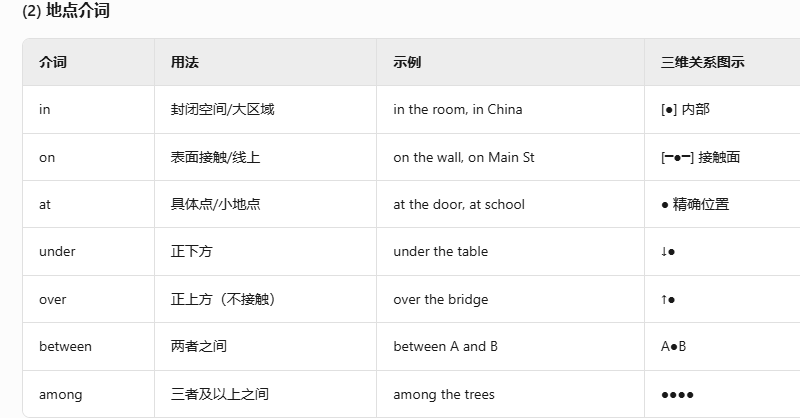 (2) 地点介词
介词 用法 示例 三维关系图示
in 封闭空间/大区域 in the room, in China [●] 内部
on 表面接触/线上 on the wall, on Main St [━●━] 接触面
at 具体点/小地点 at the door, at school ● 精确位置
under 正下方 under the table ↓●
over 正上方（不接触） over the bridge ↑●
between 两者之间 between A and B A●B
among 三者及以上之间 among the trees ●●●●